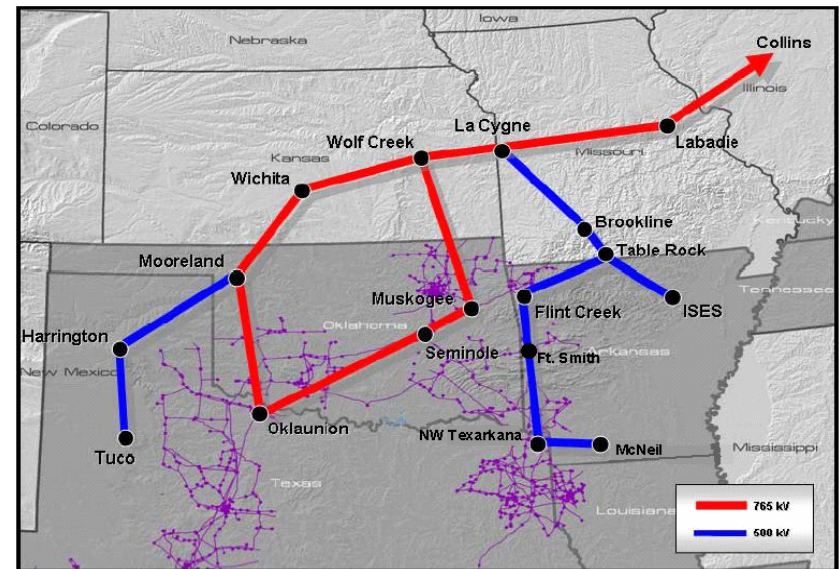 Iowa
Nebraska
Collins
Illinois
Colorado
La Cygne
Wolf Creek
Labadie
Kansas
Missouri
Wichita
Brookline
Kentucky
Table Rock
Mooreland
Tennessee
Muskogee
Flint Creek
ISES
Harrington
Oklahoma
Seminole
Arkansas
Ft. Smith
New Mexico
Oklaunion
NW Texarkana
McNeil
Mississippi
Tuco
Texas
Louisiana
765 kV
500 kV